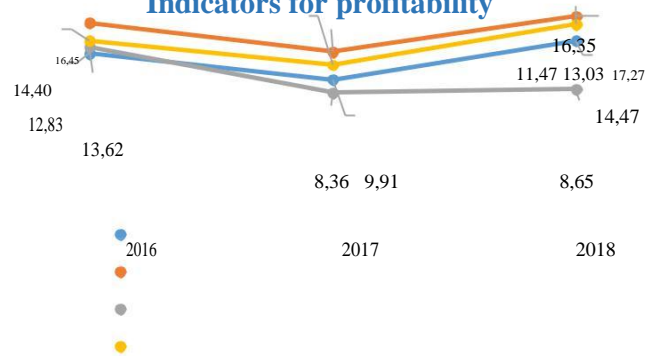 Indicators for profitability
16,35
16,45
11,47 13,03 17,27
14,40
14,47
12,83
13,62
8,36 9,91 8,65
2016 2017 2018